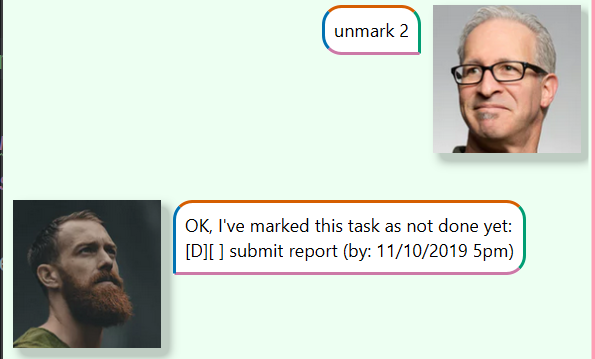 unmark 2
OK, I've marked this task as not done yet:
[D][ ] submit report (by: 11/10/2019 5pm)